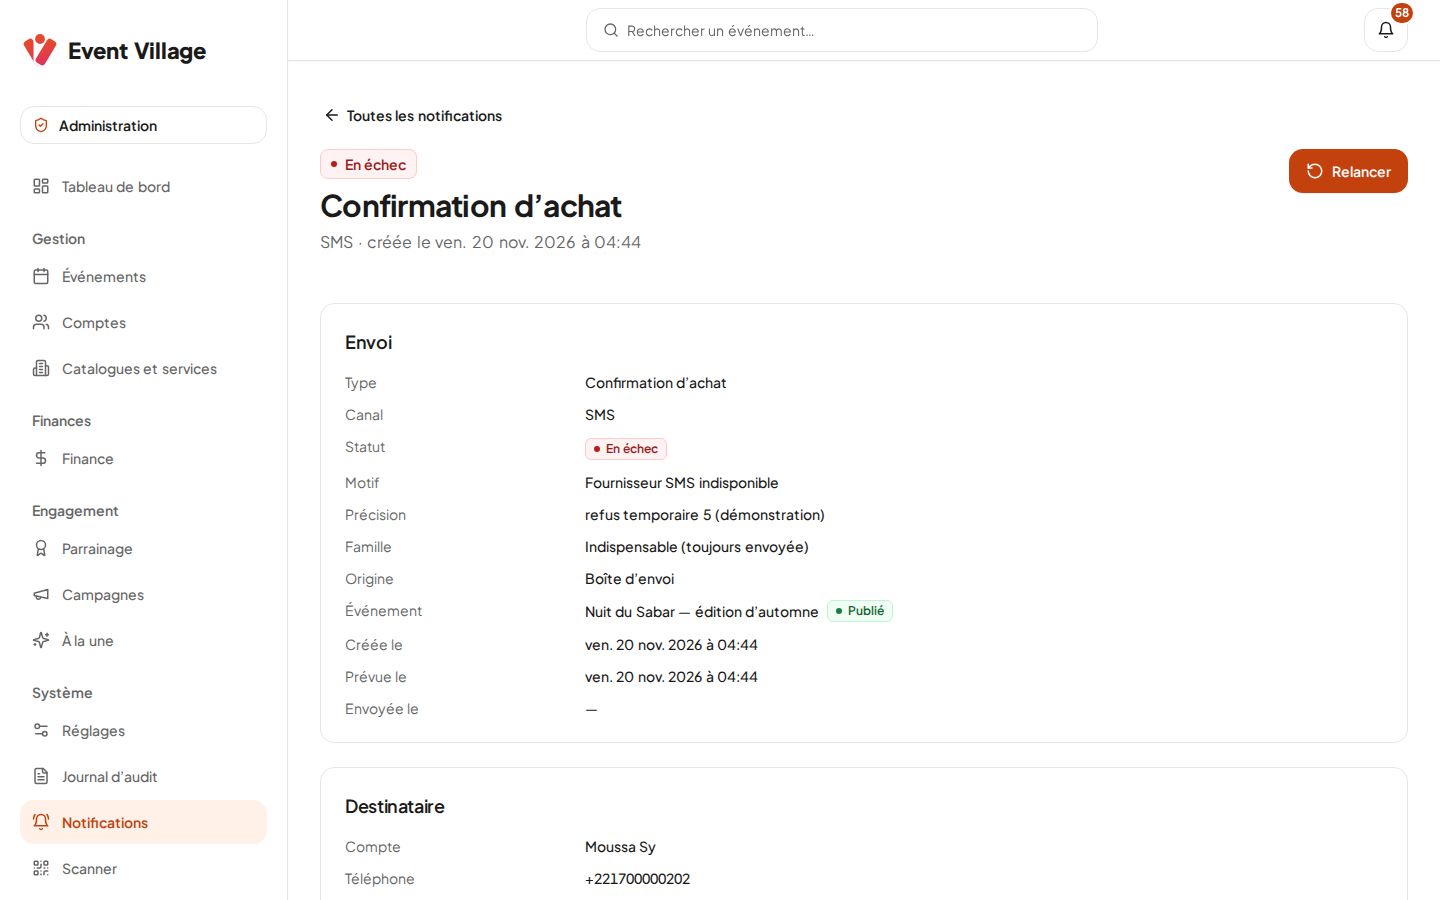 Event Village
Rechercher un événement…
58
Administration
Tableau de bord
Gestion
Événements
Comptes
Catalogues et services
Finances
Finance
Engagement
Parrainage
Campagnes
À la une
Système
Réglages
Journal d’audit
Notifications
Scanner
Toutes les notifications
En échec
Confirmation d’achat
SMS · créée le ven. 20 nov. 2026 à 04:44
Relancer
Envoi
Type Confirmation d’achat
Canal SMS
Statut En échec
Motif Fournisseur SMS indisponible
Précision refus temporaire 5 (démonstration)
Famille Indispensable (toujours envoyée)
Origine Boîte d’envoi
Événement Nuit du Sabar — édition d’automne Publié
Créée le ven. 20 nov. 2026 à 04:44
Prévue le ven. 20 nov. 2026 à 04:44
Envoyée le —
Destinataire
Compte Moussa Sy
Téléphone +221700000202